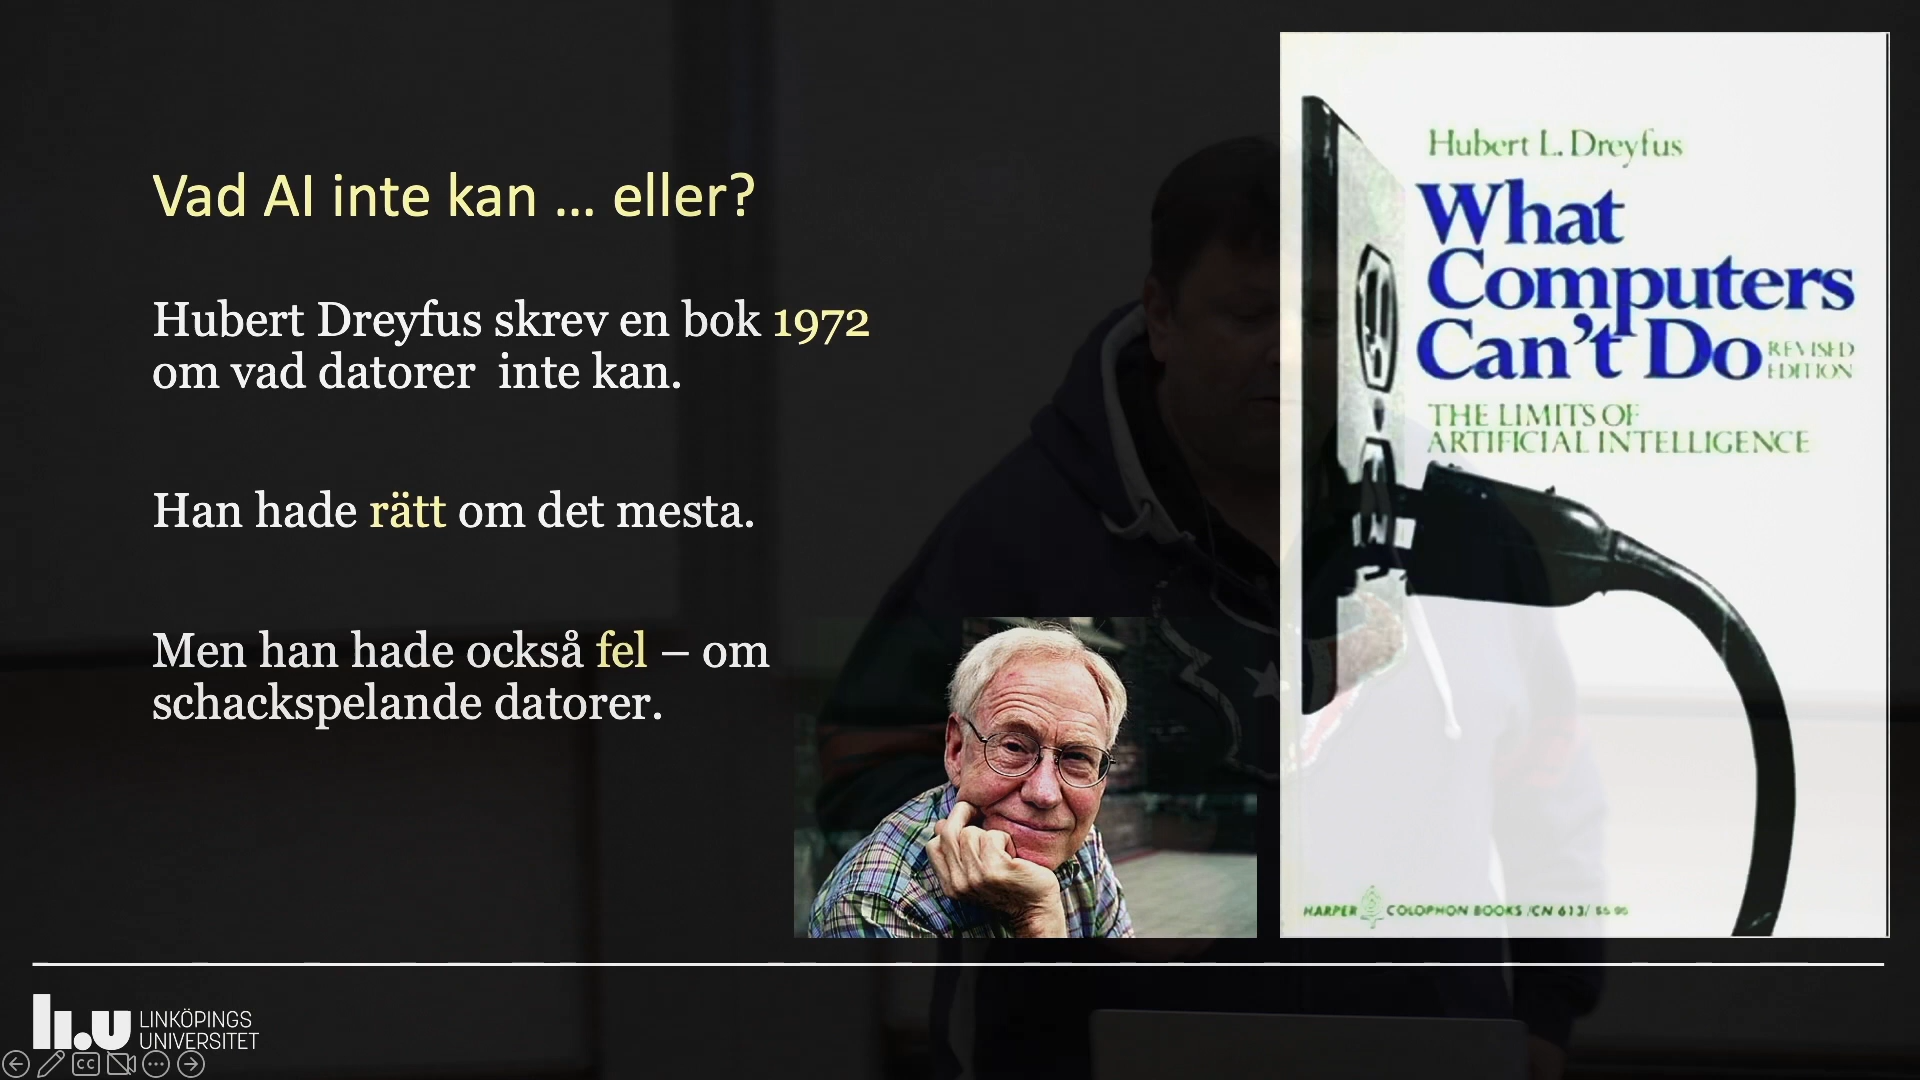 Vad AI inte kan … eller?
Hubert Dreyfus skrev en bok 1972
om vad datorer  inte kan.
Han hade rätt om det mesta.
Men han hade också fel – om
schackspelande datorer.
Hubert L. Dreyfus
What
Computers
Can't Do
REVISED
EDITION
THE LIMITS OF
ARTIFICIAL INTELLIGENCE
HARPER COLOPHON BOOKS /CN 613/
li.u LINKÖPINGS
UNIVERSITET
CC